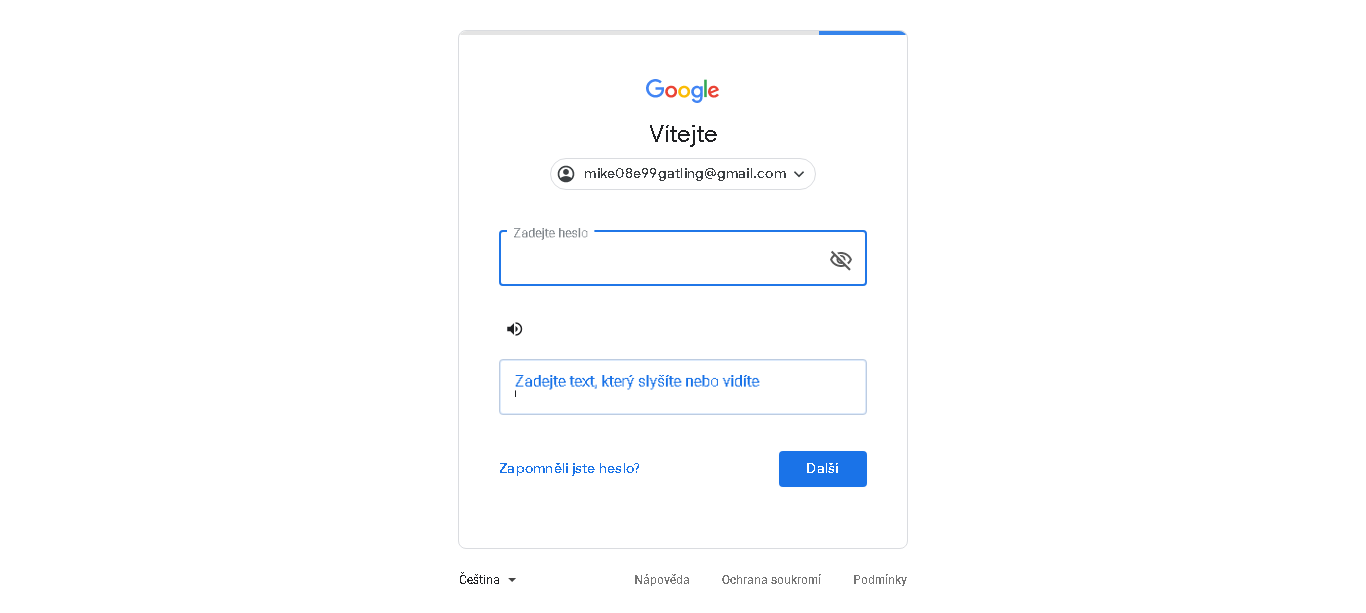 Google
Vítejte
mike08e99gatling@gmail.com
Zadejte heslo
Zadejte text, který slyšíte nebo vidíte
Zapomněli jste heslo?
Další
Čeština
Nápověda
Ochrana soukromí
Podmínky